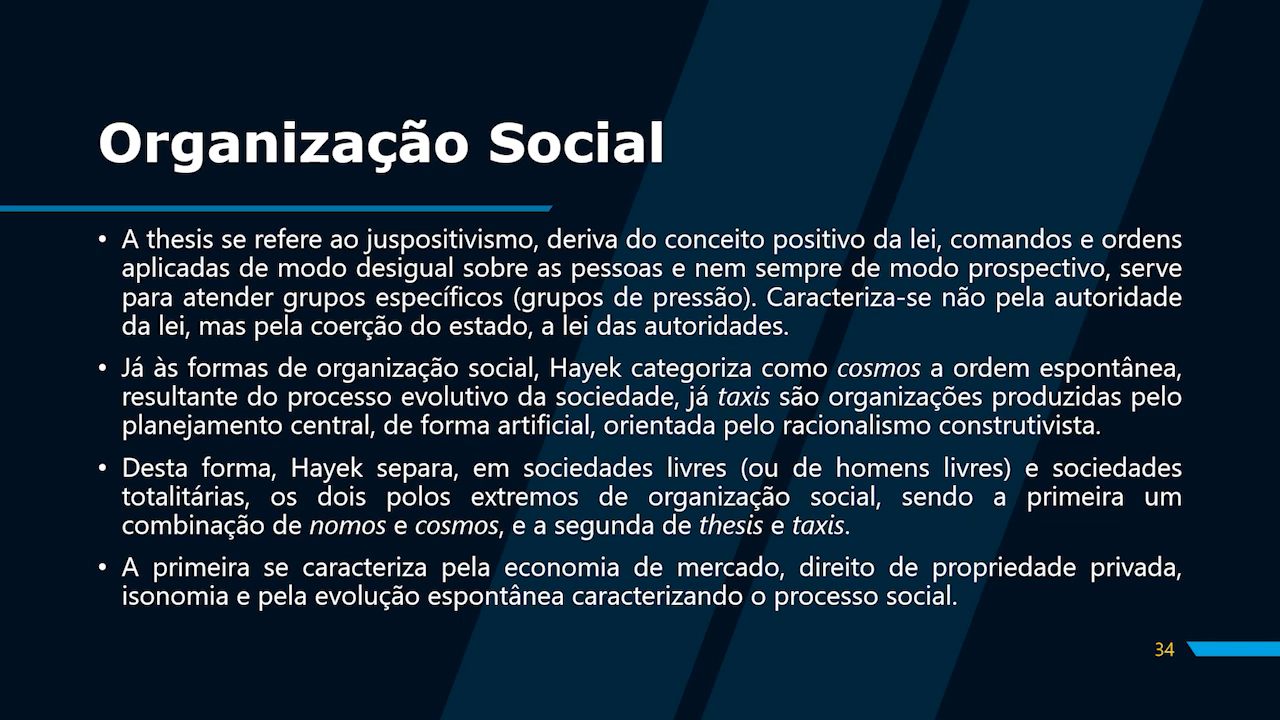 Organização Social
• A thesis se refere ao juspositivismo, deriva do conceito positivo da lei, comandos e ordens
aplicadas de modo desigual sobre as pessoas e nem sempre de modo prospectivo, serve
para atender grupos específicos (grupos de pressão). Caracteriza-se não pela autoridade
da lei, mas pela coerção do estado, a lei das autoridades.
• Já às formas de organização social, Hayek categoriza como cosmos a ordem espontânea,
resultante do processo evolutivo da sociedade, já taxis são organizações produzidas pelo
planejamento central, de forma artificial, orientada pelo racionalismo construtivista.
• Desta forma, Hayek separa, em sociedades livres (ou de homens livres) e sociedades
totalitárias, os dois polos extremos de organização social, sendo a primeira um
combinação de nomos e cosmos, e a segunda de thesis e taxis.
• A primeira se caracteriza pela economia de mercado, direito de propriedade privada,
isonomia e pela evolução espontânea caracterizando o processo social.
34